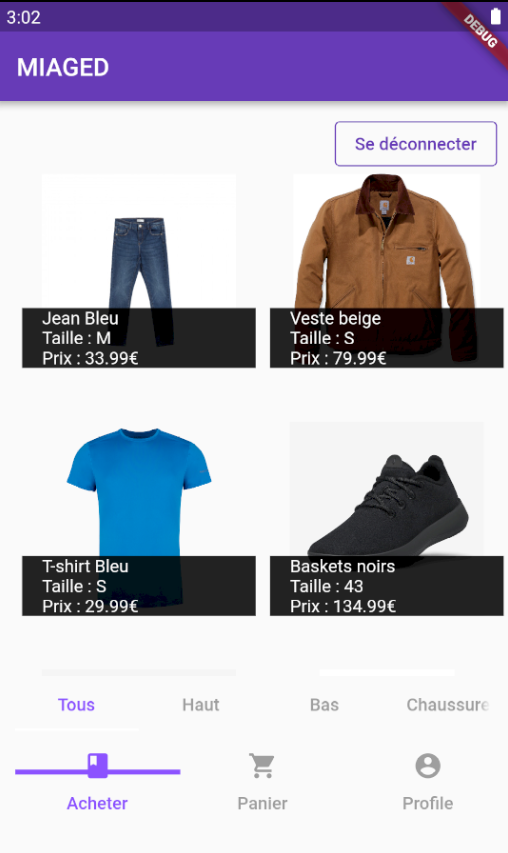 3:02
DEBUG
MIAGED
Se déconnecter
Jean Bleu
Taille : M
Prix : 33.99€
Veste beige
Taille : S
Prix : 79.99€
T-shirt Bleu
Taille : S
Prix : 29.99€
Baskets noirs
Taille : 43
Prix : 134.99€
Tous Haut Bas Chaussure
Acheter Panier Profile